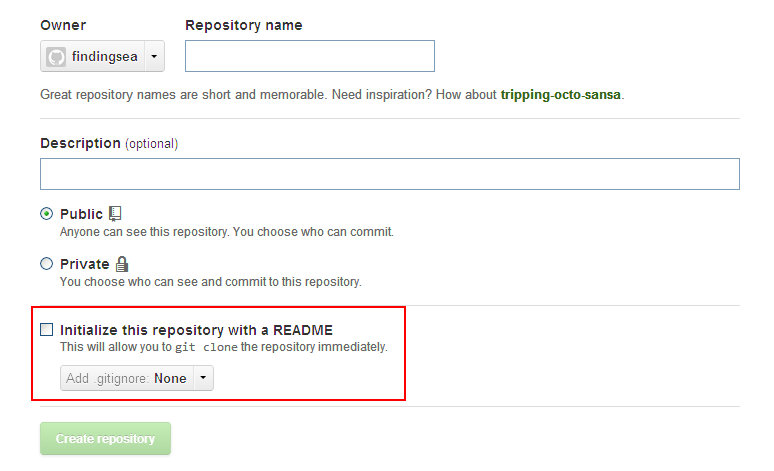 Owner
Repository name
findingsea
Great repository names are short and memorable. Need inspiration? How about tripping-octo-sansa.
Description (optional)
Public
Anyone can see this repository. You choose who can commit.
Private
You choose who can see and commit to this repository.
Initialize this repository with a README
This will allow you to git clone the repository immediately.
Add .gitignore: None
Create repository